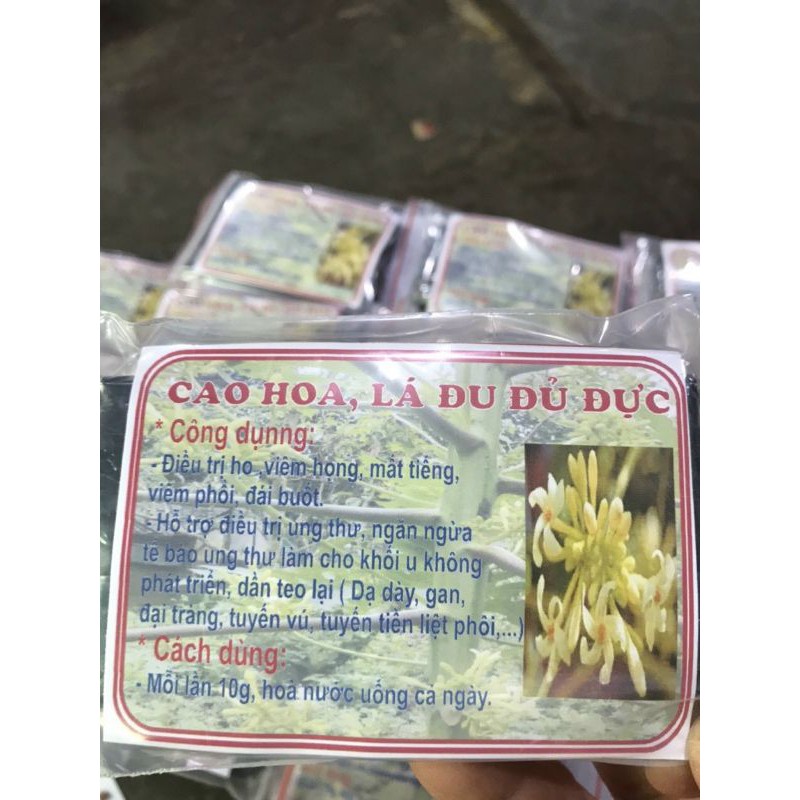 CAO HOA, LÁ ĐU ĐỦ ĐỰC
* Công dụnng:
- Điều trị ho ,viêm họng, mất tiếng,
viêm phổi, đái buốt.
- Hỗ trợ điều trị ung thư, ngăn ngừa
tế bào ung thư làm cho khối u không
phát triển, dần teo lại ( Dạ dày, gan,
đại tràng, tuyến vú, tuyến tiền liệt phôi,...)
* Cách dùng:
- Mỗi lần 10g, hoà nước uống cả ngày.